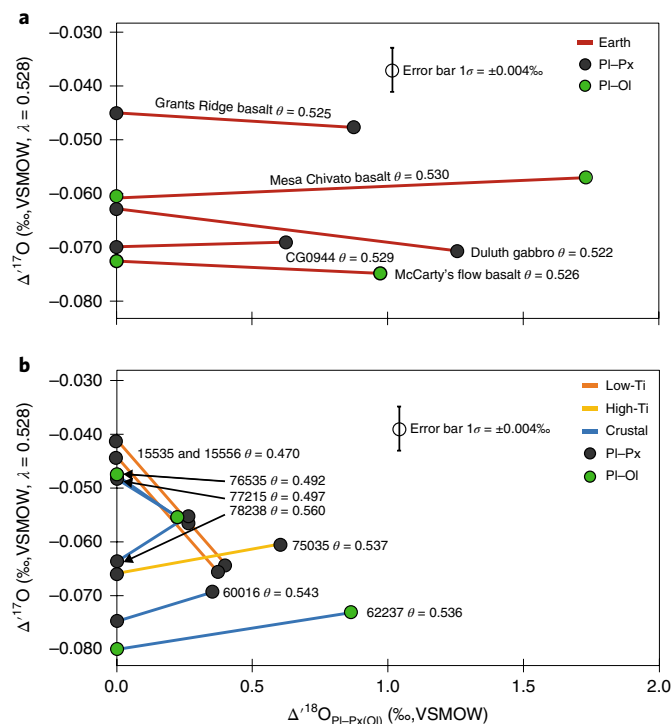 a
−0.030
−0.040
−0.050
−0.060
−0.070
−0.080
Δ′¹⁷O (‰, VSMOW, λ = 0.528)
Error bar 1σ = ±0.004‰
Earth
Pl–Px
Pl–Ol
Grants Ridge basalt θ = 0.525
Mesa Chivato basalt θ = 0.530
Duluth gabbro θ = 0.522
CG0944 θ = 0.529
McCarty's flow basalt θ = 0.526
b
−0.030
−0.040
−0.050
−0.060
−0.070
−0.080
Δ′¹⁷O (‰, VSMOW, λ = 0.528)
Error bar 1σ = ±0.004‰
Low-Ti
High-Ti
Crustal
Pl–Px
Pl–Ol
15535 and 15556 θ = 0.470
76535 θ = 0.492
77215 θ = 0.497
78238 θ = 0.560
75035 θ = 0.537
60016 θ = 0.543
62237 θ = 0.536
0.0 0.5 1.0 1.5 2.0
Δ′¹⁸O_Pl–Px(Ol) (‰,VSMOW)